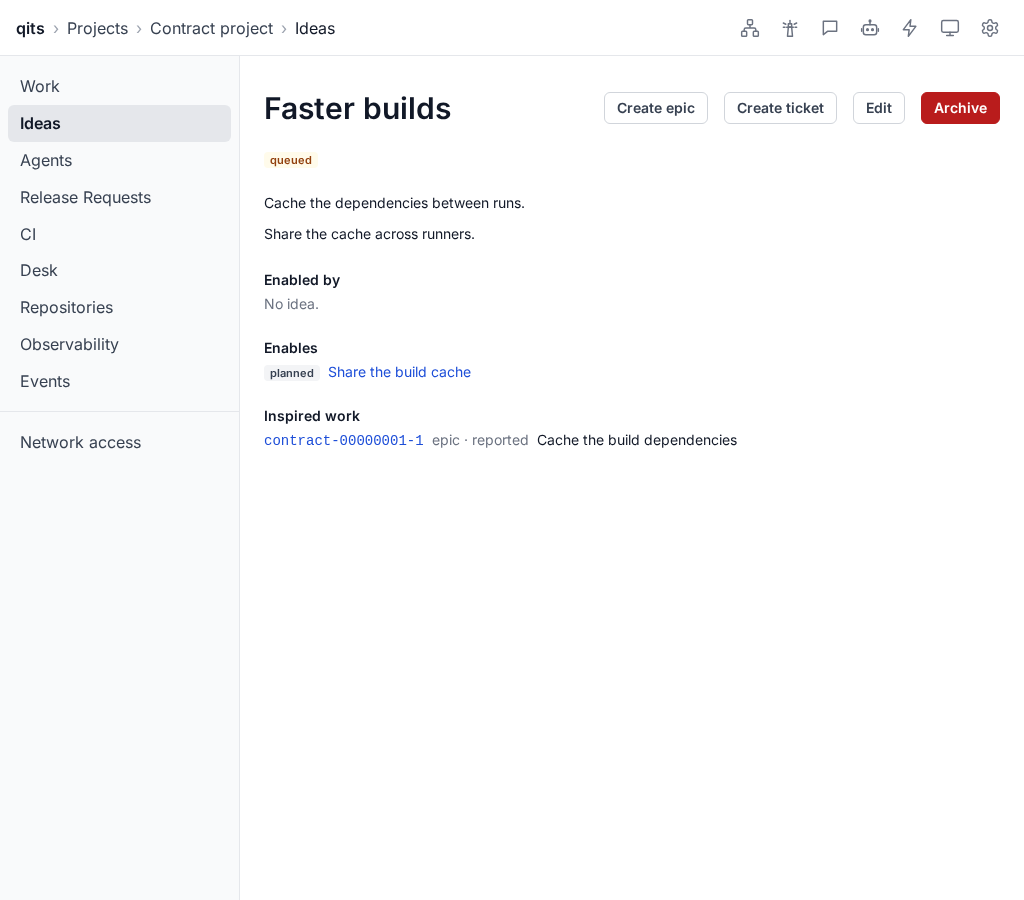 qits › Projects › Contract project › Ideas
Work
Ideas
Agents
Release Requests
CI
Desk
Repositories
Observability
Events
Network access
Faster builds
Create epic
Create ticket
Edit
Archive
queued
Cache the dependencies between runs.
Share the cache across runners.
Enabled by
No idea.
Enables
planned Share the build cache
Inspired work
contract-00000001-1 epic · reported Cache the build dependencies